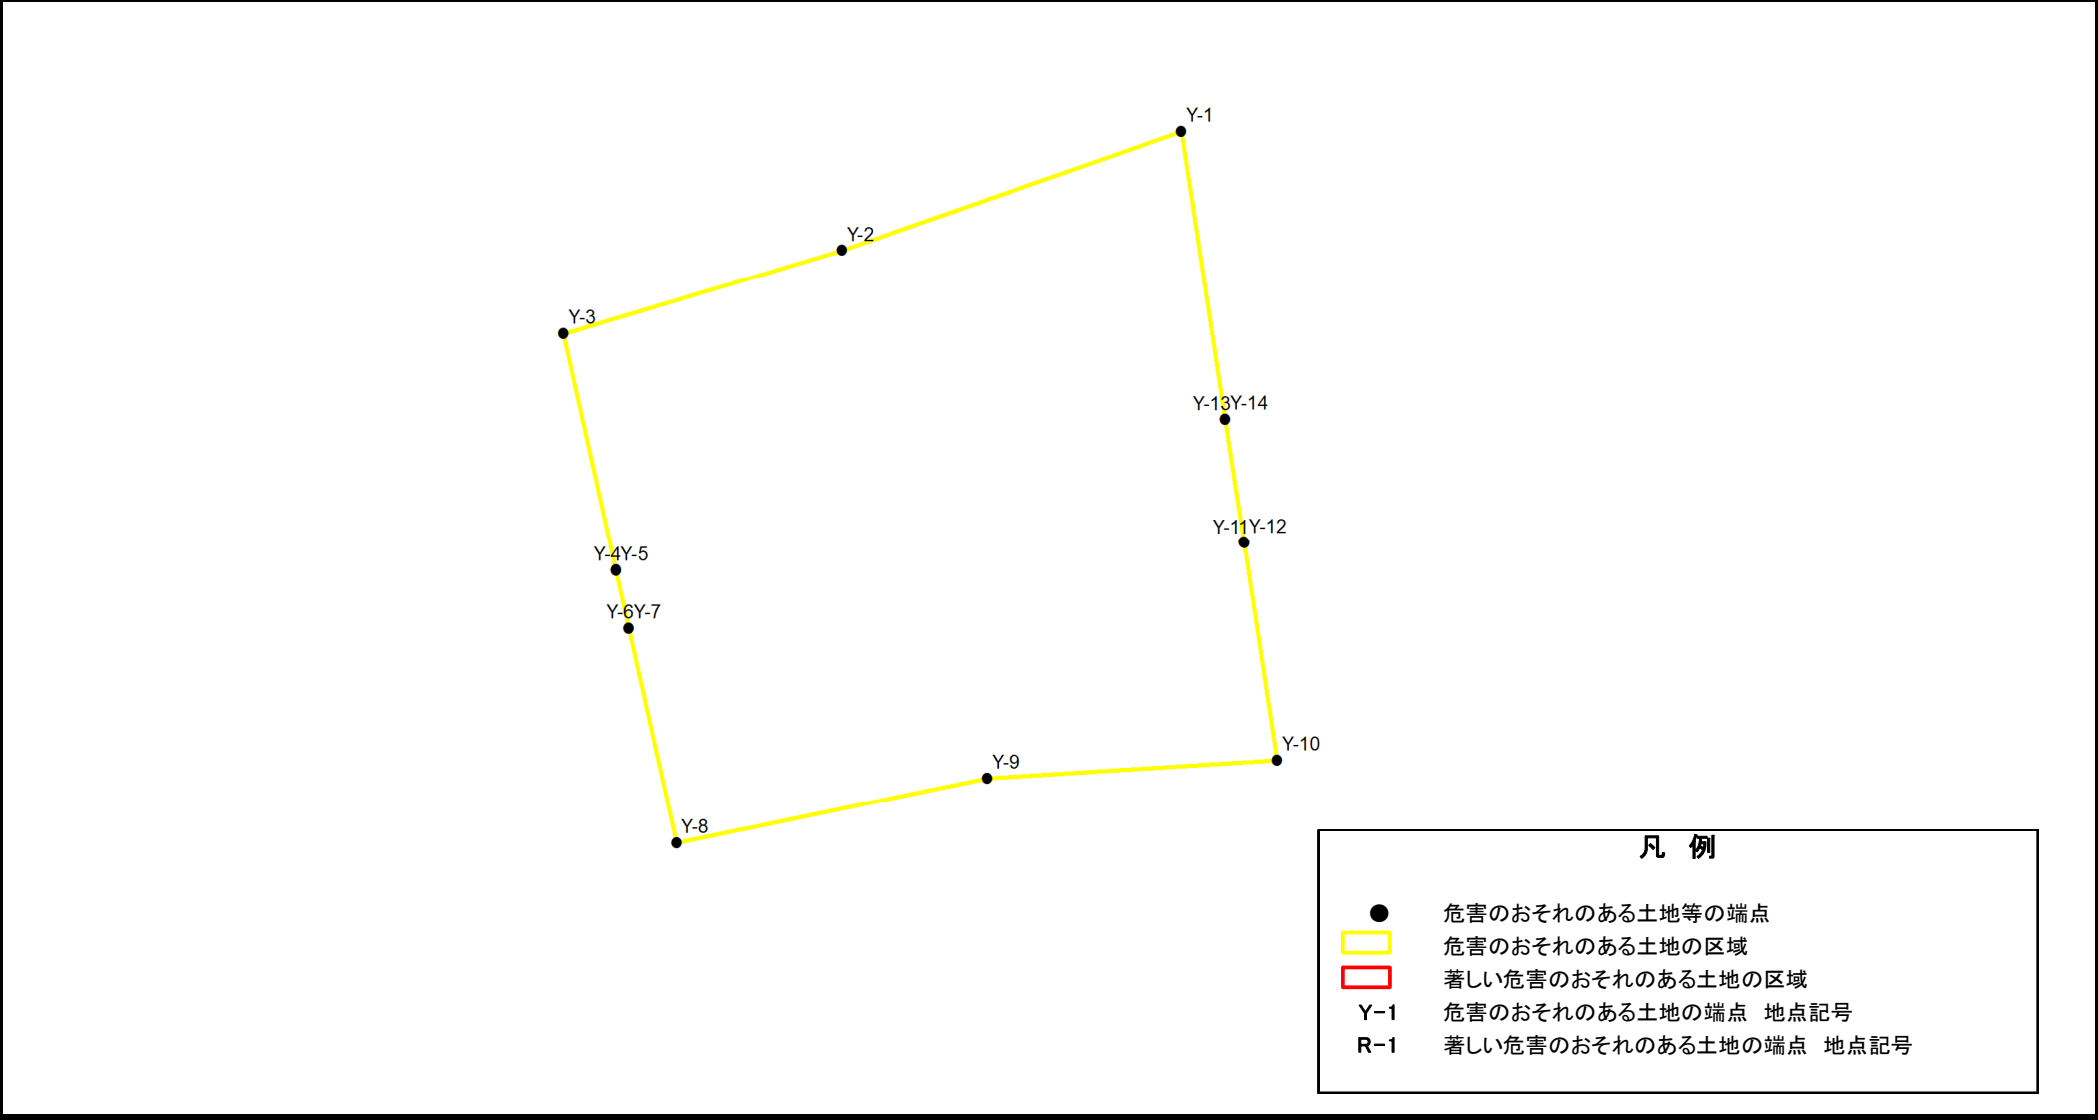 Y-1
Y-2
Y-3
Y-13Y-14
Y-11Y-12
Y-4Y-5
Y-6Y-7
Y-10
Y-9
Y-8
凡 例
危害のおそれのある土地等の端点
危害のおそれのある土地の区域
著しい危害のおそれのある土地の区域
Y-1 危害のおそれのある土地の端点 地点記号
R-1 著しい危害のおそれのある土地の端点 地点記号